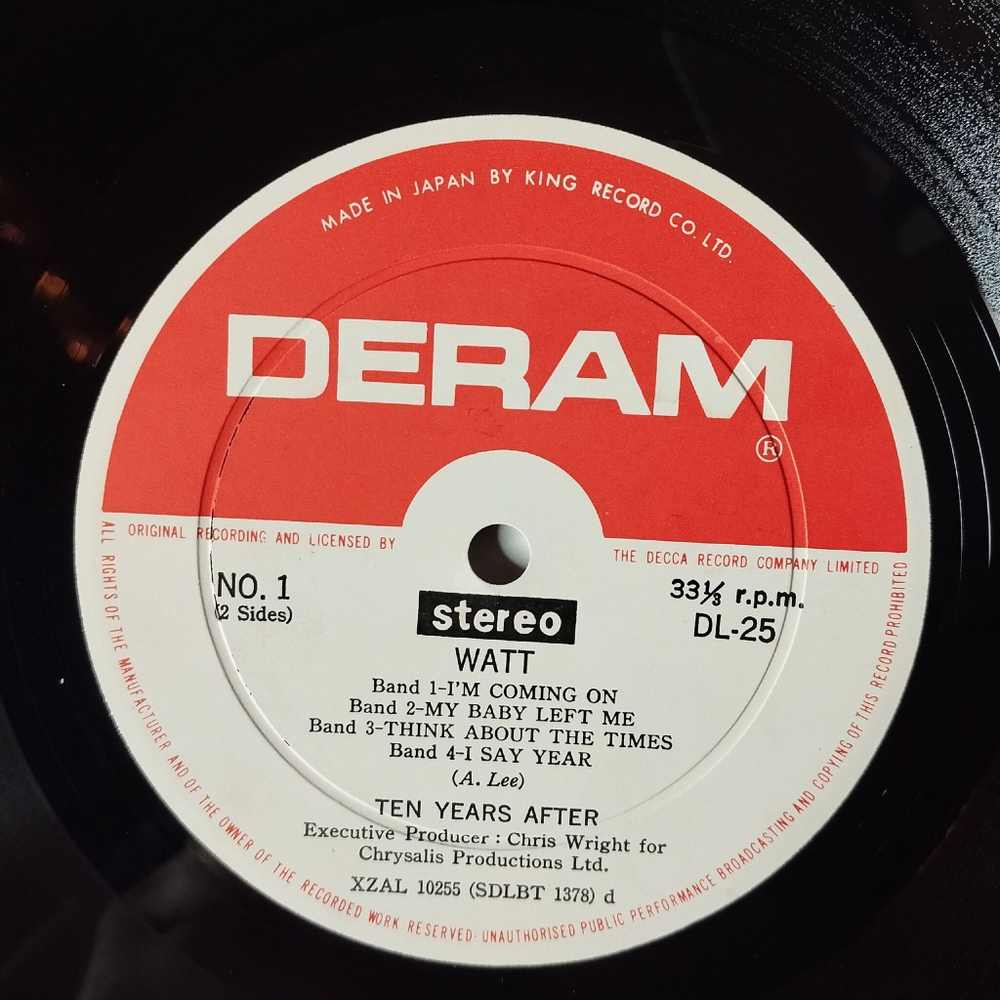 MADE IN JAPAN BY KING RECORD CO. LTD.
DERAM
®
ORIGINAL RECORDING AND LICENSED BY
THE DECCA RECORD COMPANY LIMITED
NO. 1
(2 Sides)
33⅓ r.p.m.
DL-25
stereo
WATT
Band 1-I'M COMING ON
Band 2-MY BABY LEFT ME
Band 3-THINK ABOUT THE TIMES
Band 4-I SAY YEAR
(A. Lee)
TEN YEARS AFTER
Executive Producer : Chris Wright for
Chrysalis Productions Ltd.
XZAL 10255 (SDLBT 1378) d
ALL RIGHTS OF THE MANUFACTURER AND OF THE OWNER OF THE RECORDED WORK RESERVED· UNAUTHORISED PUBLIC PERFORMANCE BROADCASTING AND COPYING OF THIS RECORD PROHIBITED